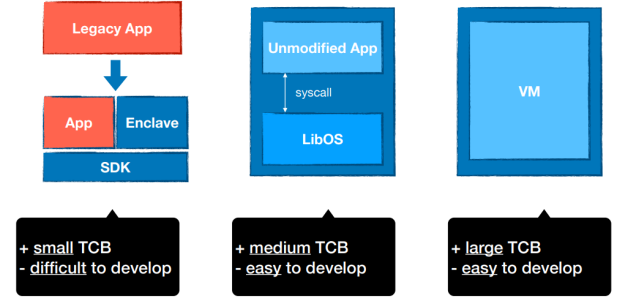 Legacy App
App
Enclave
SDK
+ small TCB
- difficult to develop
Unmodified App
syscall
LibOS
+ medium TCB
- easy to develop
VM
+ large TCB
- easy to develop